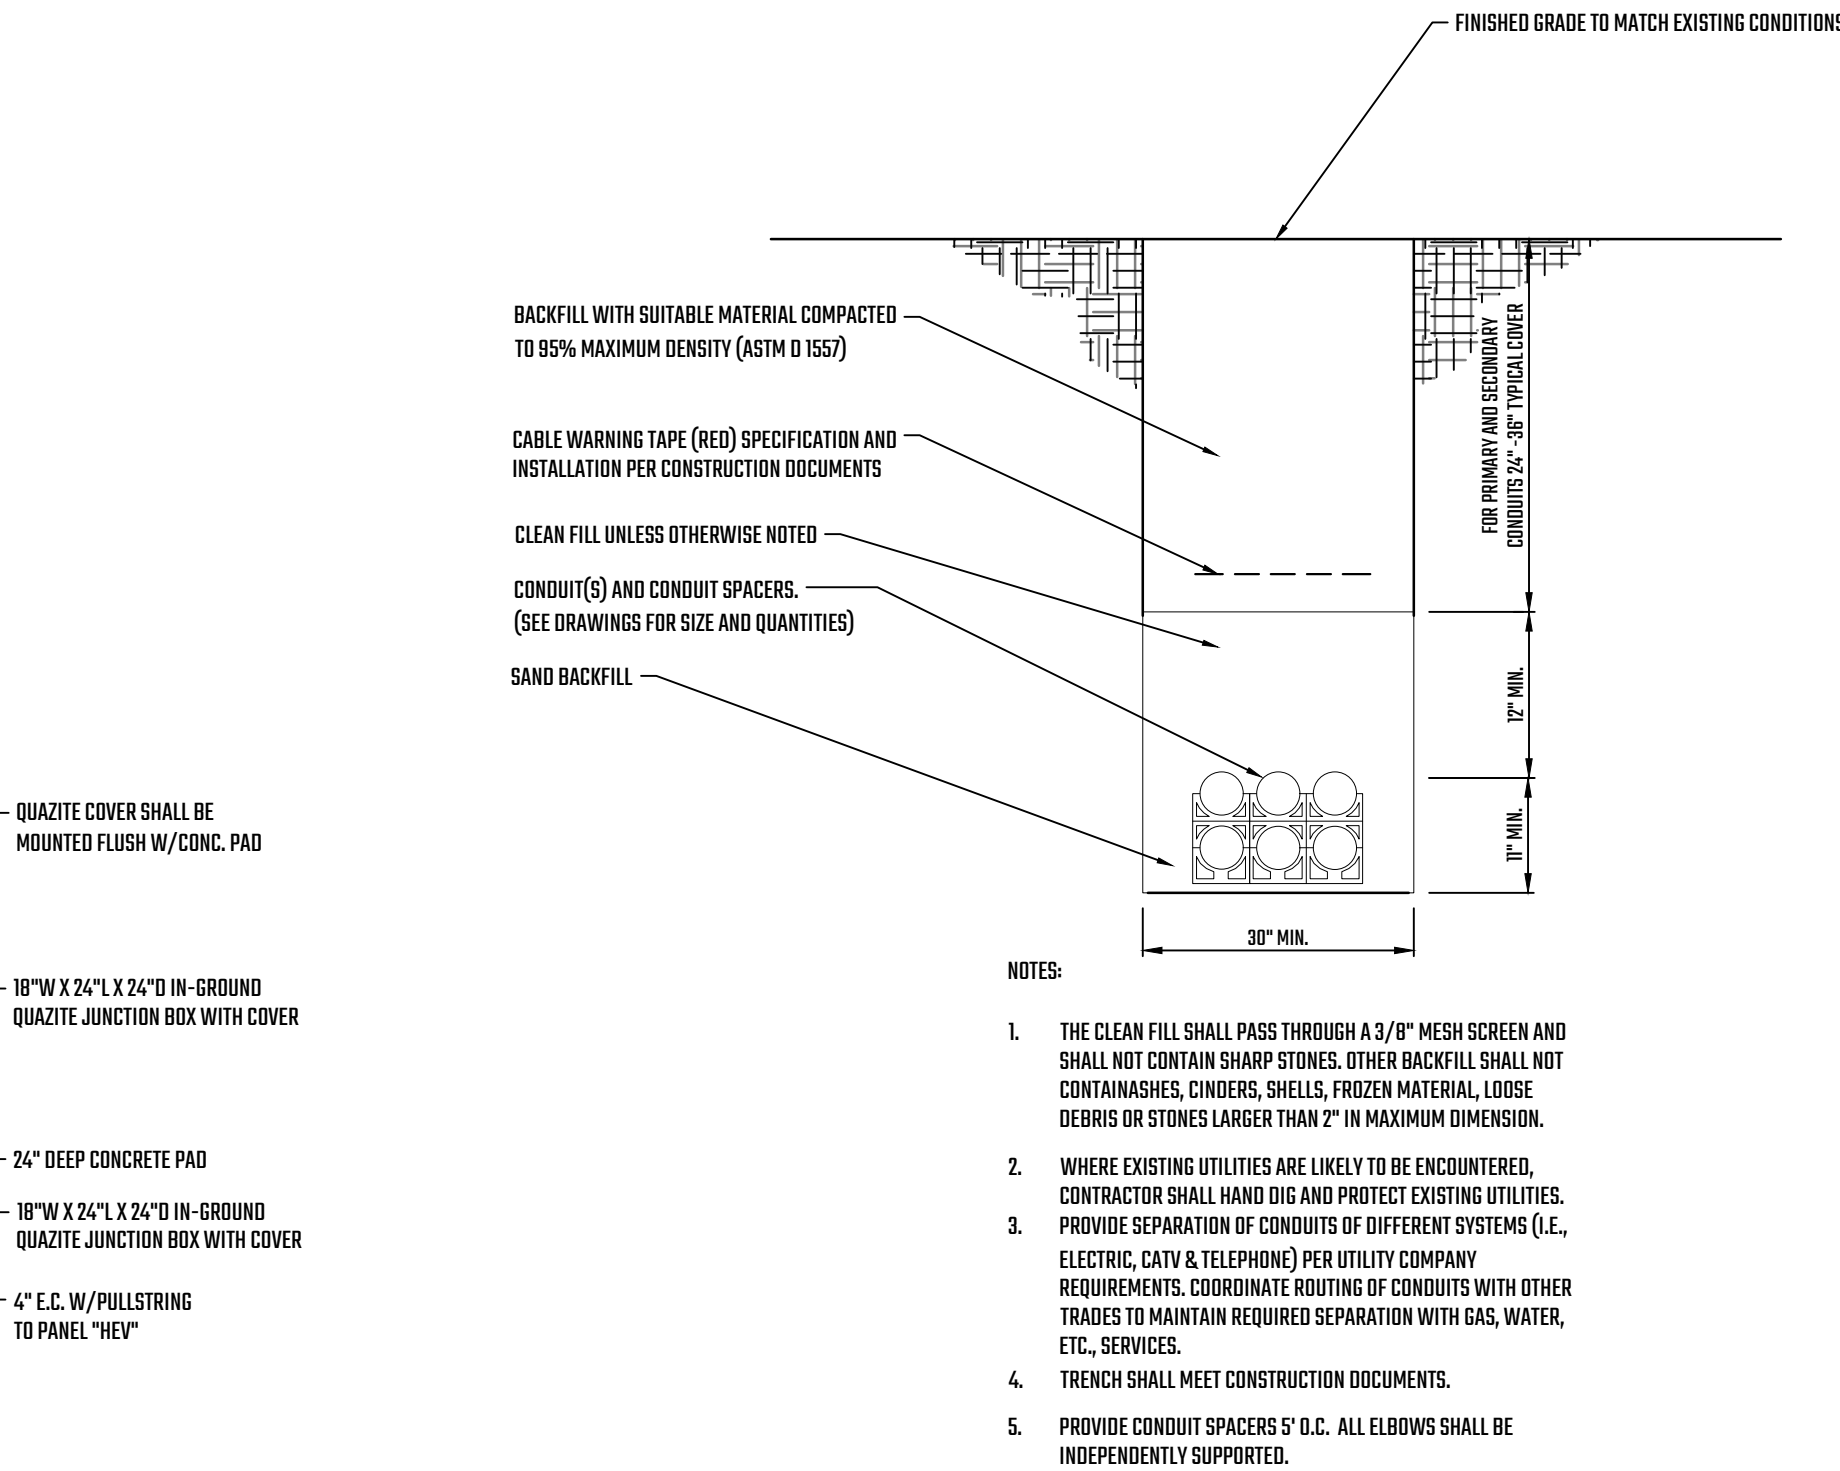 FINISHED GRADE TO MATCH EXISTING CONDITIONS
BACKFILL WITH SUITABLE MATERIAL COMPACTED
TO 95% MAXIMUM DENSITY (ASTM D 1557)
CABLE WARNING TAPE (RED) SPECIFICATION AND
INSTALLATION PER CONSTRUCTION DOCUMENTS
CLEAN FILL UNLESS OTHERWISE NOTED
CONDUIT(S) AND CONDUIT SPACERS.
(SEE DRAWINGS FOR SIZE AND QUANTITIES)
SAND BACKFILL
FOR PRIMARY AND SECONDARY
CONDUITS 24" -36" TYPICAL COVER
12" MIN.
11" MIN.
30" MIN.
QUAZITE COVER SHALL BE
MOUNTED FLUSH W/CONC. PAD
18"W X 24"L X 24"D IN-GROUND
QUAZITE JUNCTION BOX WITH COVER
24" DEEP CONCRETE PAD
18"W X 24"L X 24"D IN-GROUND
QUAZITE JUNCTION BOX WITH COVER
4" E.C. W/PULLSTRING
TO PANEL "HEV"
NOTES:
1. THE CLEAN FILL SHALL PASS THROUGH A 3/8" MESH SCREEN AND
SHALL NOT CONTAIN SHARP STONES. OTHER BACKFILL SHALL NOT
CONTAINASHES, CINDERS, SHELLS, FROZEN MATERIAL, LOOSE
DEBRIS OR STONES LARGER THAN 2" IN MAXIMUM DIMENSION.
2. WHERE EXISTING UTILITIES ARE LIKELY TO BE ENCOUNTERED,
CONTRACTOR SHALL HAND DIG AND PROTECT EXISTING UTILITIES.
3. PROVIDE SEPARATION OF CONDUITS OF DIFFERENT SYSTEMS (I.E.,
ELECTRIC, CATV & TELEPHONE) PER UTILITY COMPANY
REQUIREMENTS. COORDINATE ROUTING OF CONDUITS WITH OTHER
TRADES TO MAINTAIN REQUIRED SEPARATION WITH GAS, WATER,
ETC., SERVICES.
4. TRENCH SHALL MEET CONSTRUCTION DOCUMENTS.
5. PROVIDE CONDUIT SPACERS 5' O.C. ALL ELBOWS SHALL BE
INDEPENDENTLY SUPPORTED.